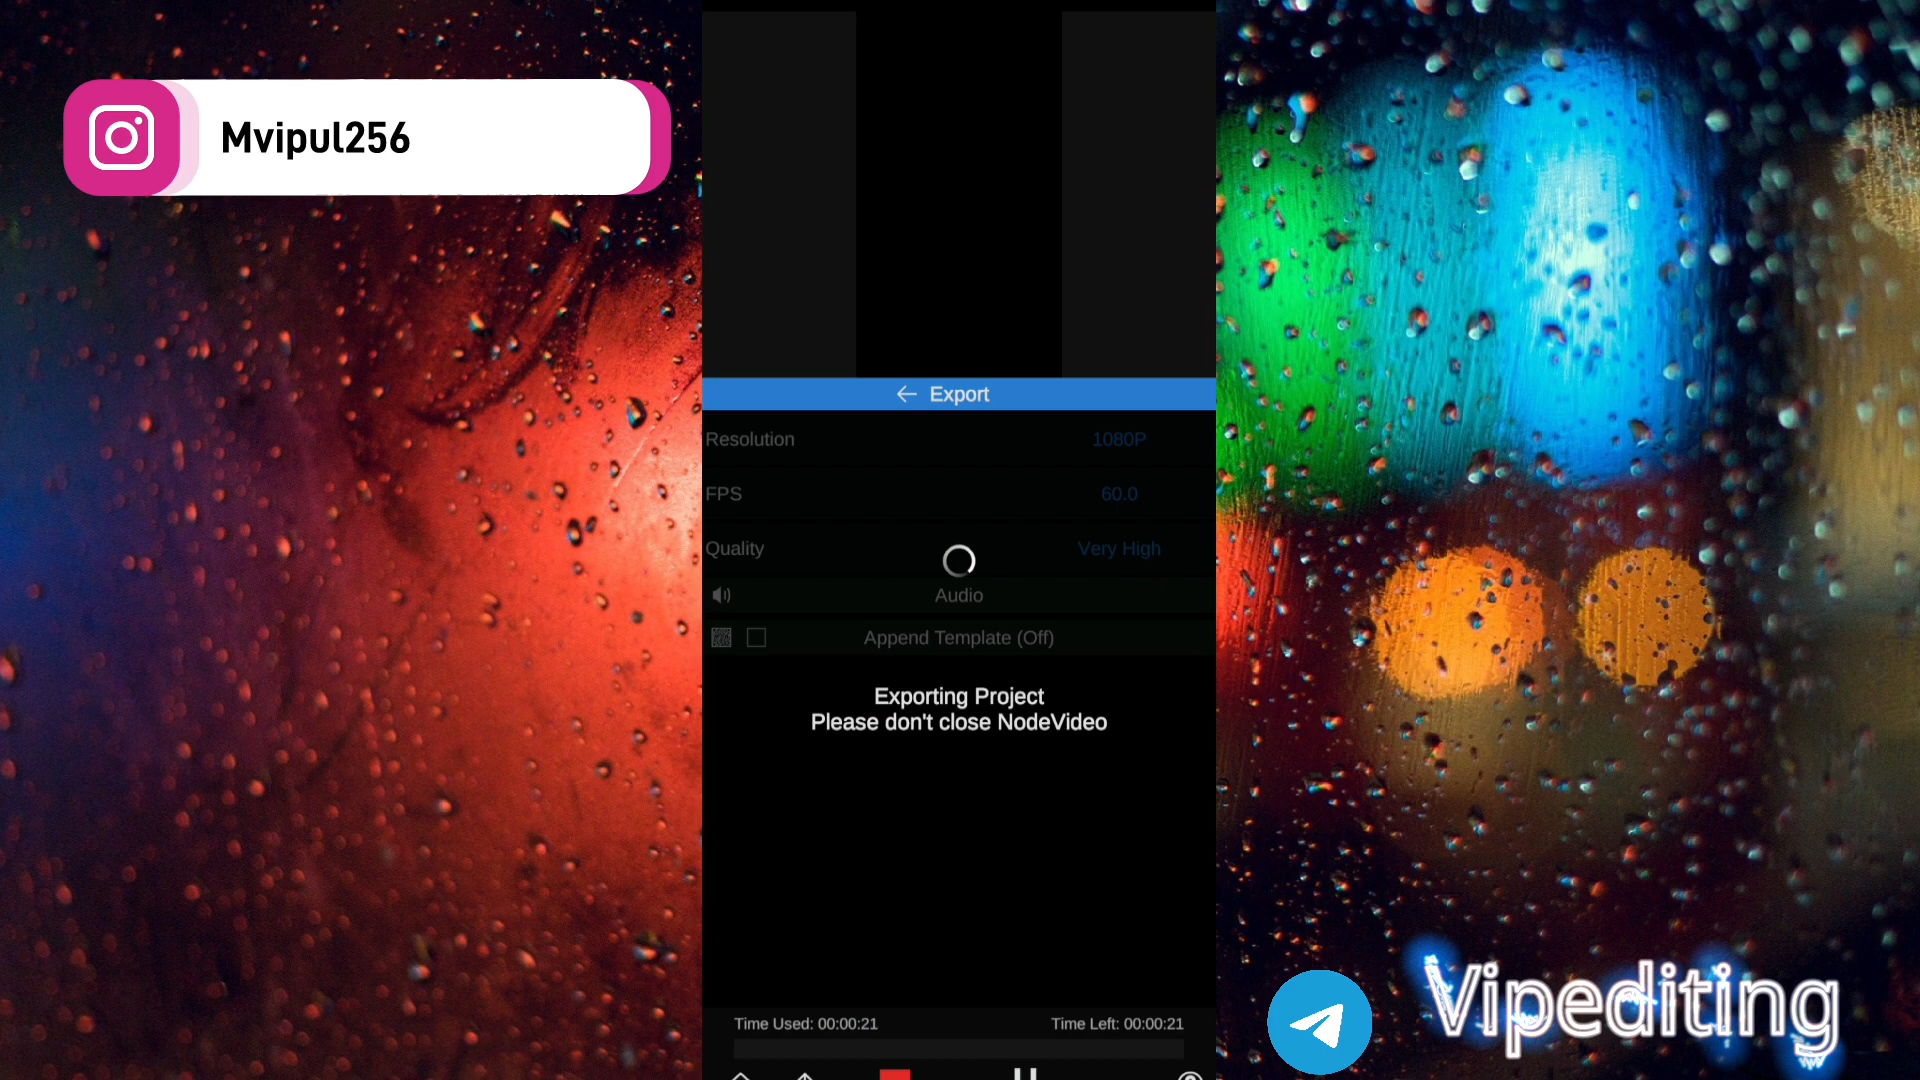 Mvipul256
Export
Resolution 1080P
FPS 60.0
Quality Very High
Audio
Append Template (Off)
Exporting Project
Please don't close NodeVideo
Time Used: 00:00:21 Time Left: 00:00:21
Vipediting